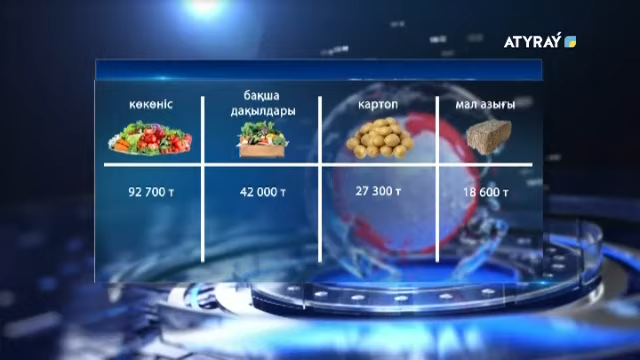 ATYRAÝ
көкөніс
бақша
дақылдары
картоп
мал азығы
92 700 т
42 000 т
27 300 т
18 600 т